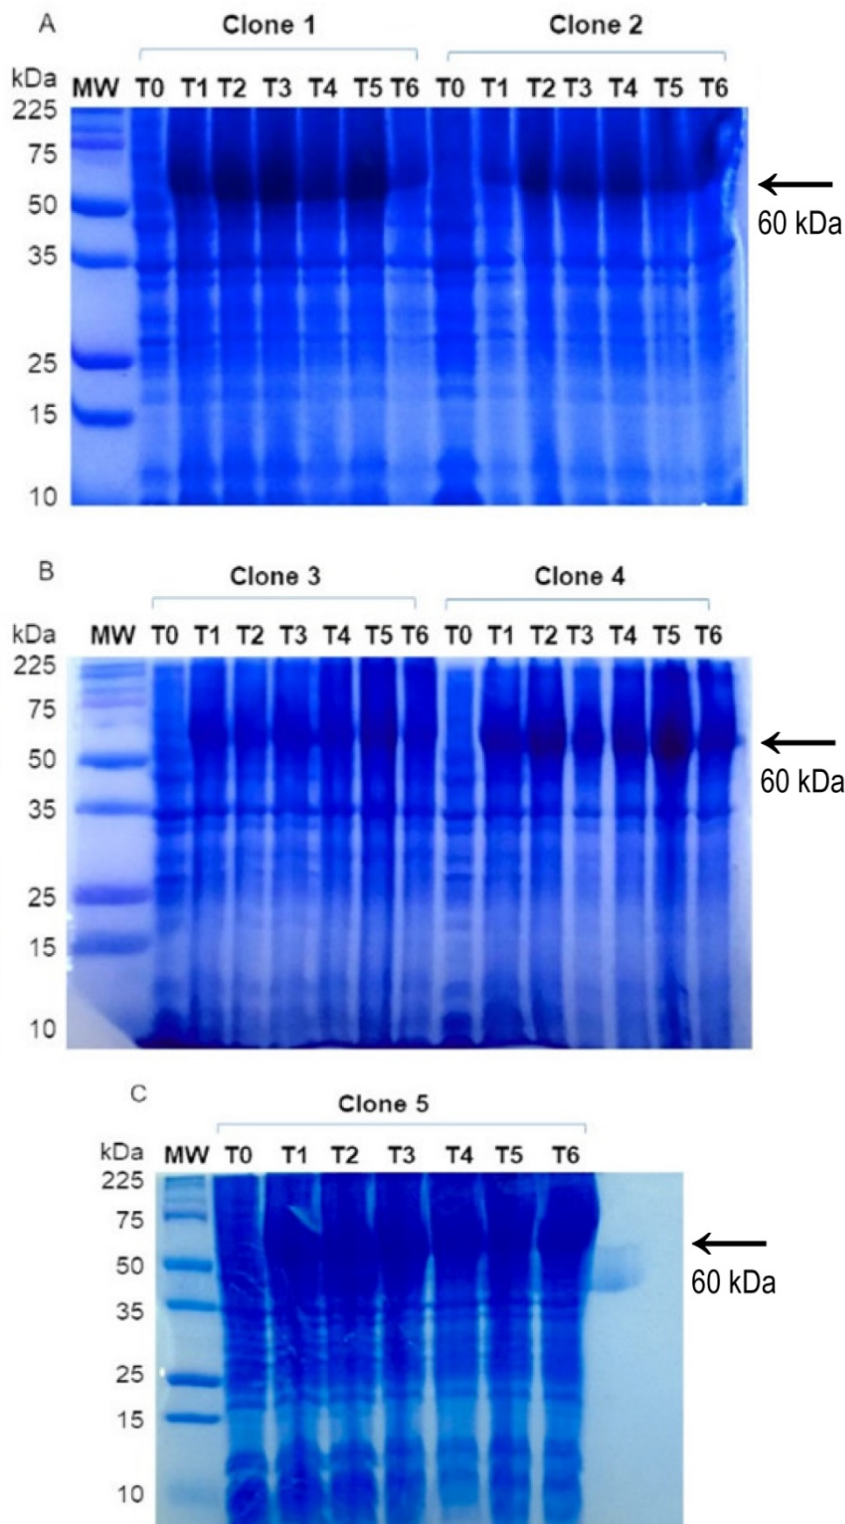 A
Clone 1 Clone 2
kDa MW T0 T1 T2 T3 T4 T5 T6 T0 T1 T2 T3 T4 T5 T6
225
75
50
35
25
15
10
60 kDa
B
Clone 3 Clone 4
kDa MW T0 T1 T2 T3 T4 T5 T6 T0 T1 T2 T3 T4 T5 T6
225
75
50
35
25
15
10
60 kDa
C
Clone 5
kDa MW T0 T1 T2 T3 T4 T5 T6
225
75
50
35
25
15
10
60 kDa